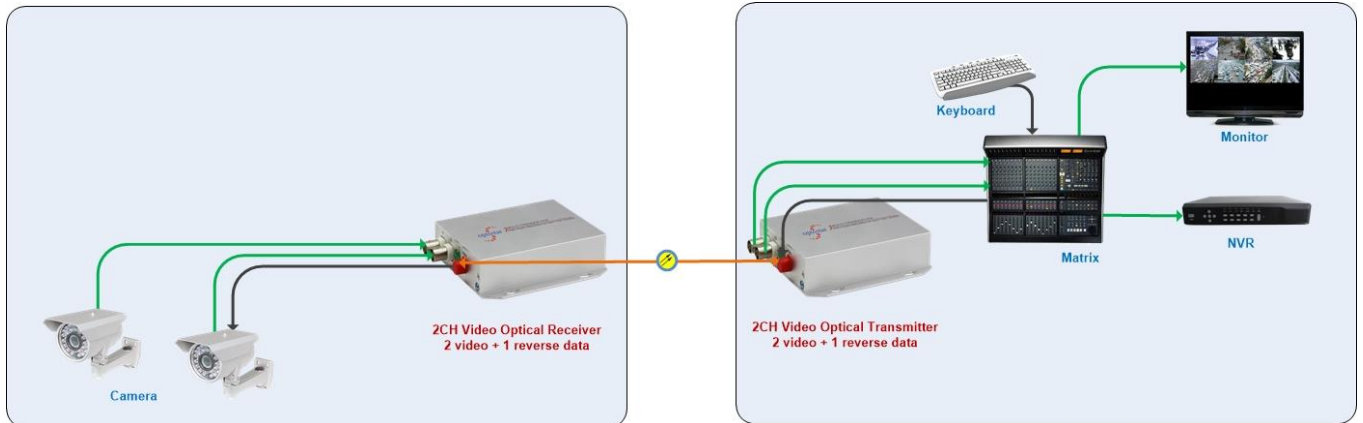 Keyboard
Monitor
NVR
Matrix
2CH Video Optical Receiver
2 video + 1 reverse data
2CH Video Optical Transmitter
2 video + 1 reverse data
Camera